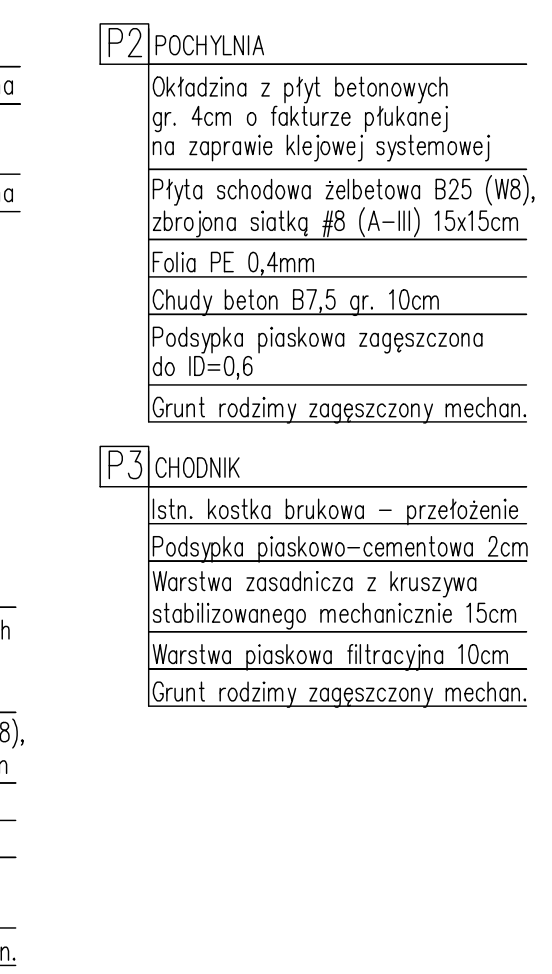 P2 POCHYLNIA
Okładzina z płyt betonowych
gr. 4cm o fakturze płukanej
na zaprawie klejowej systemowej
Płyta schodowa żelbetowa B25 (W8),
zbrojona siatką #8 (A-III) 15x15cm
Folia PE 0,4mm
Chudy beton B7,5 gr. 10cm
Podsypka piaskowa zagęszczona
do ID=0,6
Grunt rodzimy zagęszczony mechan.
P3 CHODNIK
Istn. kostka brukowa – przełożenie
Podsypka piaskowo-cementowa 2cm
Warstwa zasadnicza z kruszywa
stabilizowanego mechanicznie 15cm
Warstwa piaskowa filtracyjna 10cm
Grunt rodzimy zagęszczony mechan.